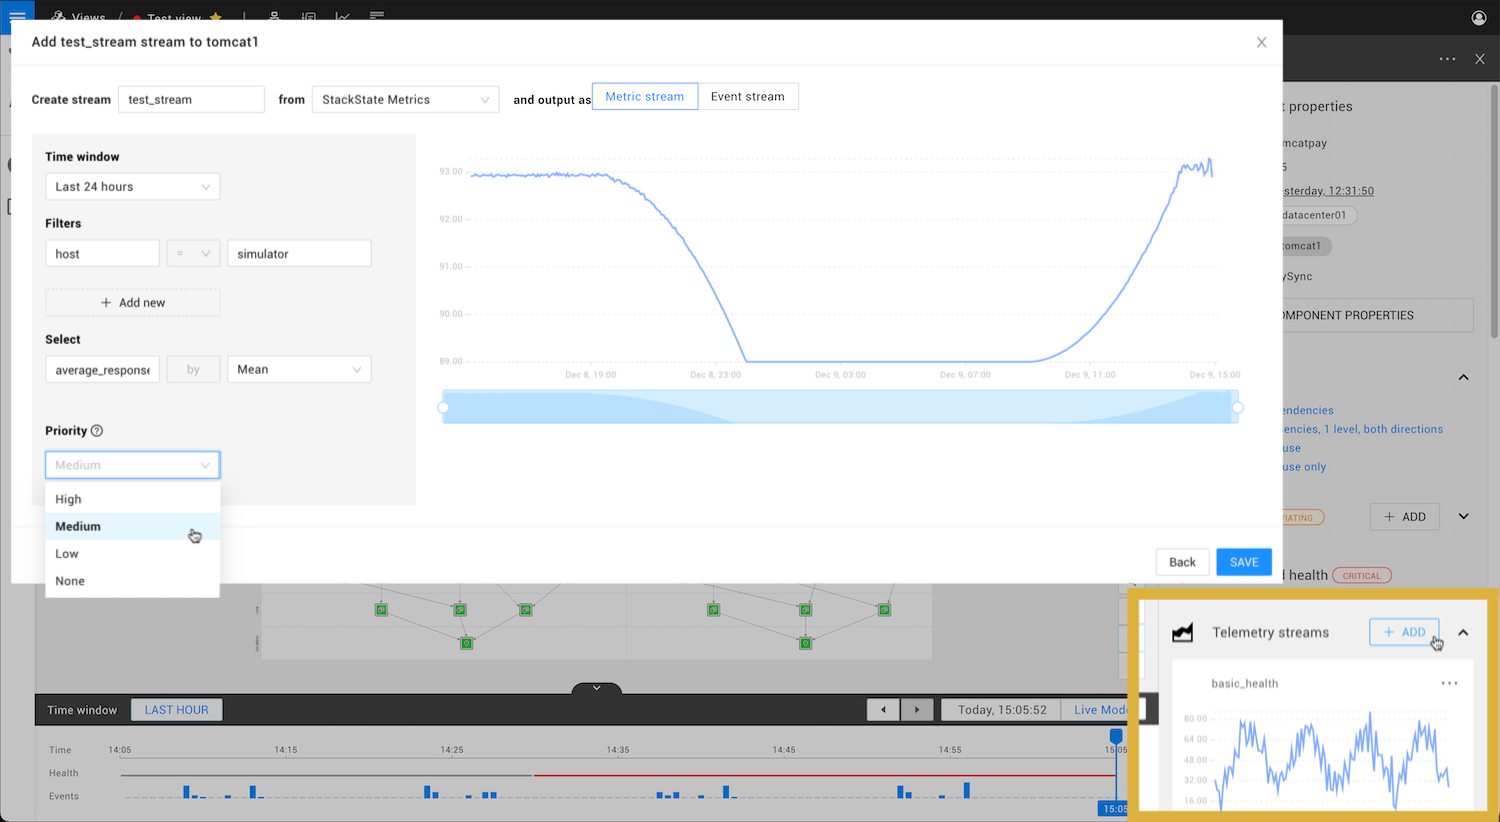 Views / Test view
Add test_stream stream to tomcat1
Create stream test_stream from StackState Metrics and output as Metric stream Event stream
Time window
Last 24 hours
Filters
host = simulator
+ Add new
Select
average_response by Mean
Priority ?
Medium
High
Medium
Low
None
93.00
92.00
91.00
90.00
89.00
Dec 8, 19:00 Dec 8, 23:00 Dec 9, 03:00 Dec 9, 07:00 Dec 9, 11:00 Dec 9, 15:00
Back SAVE
t properties
mcatpay
5
sterday, 12:31:50
datacenter01
tomcat1
ySync
OMPONENT PROPERTIES
endencies
encies, 1 level, both directions
use
use only
IATING + ADD
d health CRITICAL
Telemetry streams + ADD
basic_health
80.00
64.00
48.00
32.00
16.00
Time window LAST HOUR Today, 15:05:52 Live Mod
Time 14:05 14:15 14:25 14:35 14:45 14:55 15:05
Health
Events
15:05